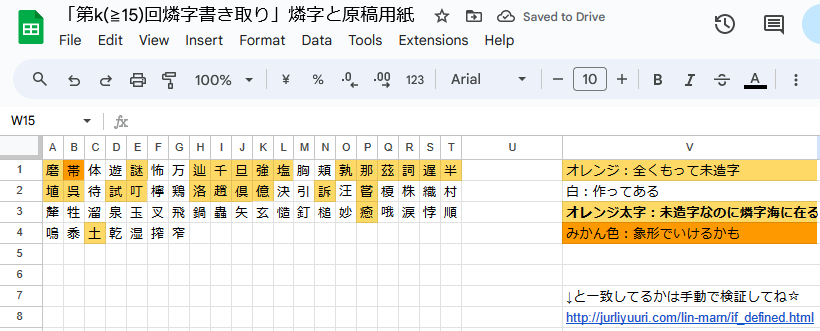 「第k(≧15)回燐字書き取り」燐字と原稿用紙 Saved to Drive
File Edit View Insert Format Data Tools Extensions Help
100% ¥ % .0 .00 123 Arial 10 B I S A
W15 fx
A B C D E F G H I J K L M N O P Q R S T U V
1 磨 帯 体 遊 謎 怖 万 辿 千 旦 強 塩 胸 頬 孰 那 茲 詞 遅 半 オレンジ：全くもって未造字
2 埴 呉 待 試 叮 檸 鶏 洛 趙 倶 億 決 引 訴 汪 菅 榎 株 織 村 白：作ってある
3 牲 溜 泉 玉 叉 飛 鍋 蟲 矢 玄 慥 釘 槌 妙 癒 哦 涙 悖 順 オレンジ太字：未造字なのに燐字海に在る
4 嗚 黍 土 乾 湿 搾 窄 みかん色：象形でいけるかも
5
6
7 ↓と一致してるかは手動で検証してね☆
8 http://jurliyuuri.com/lin-marn/if_defined.html